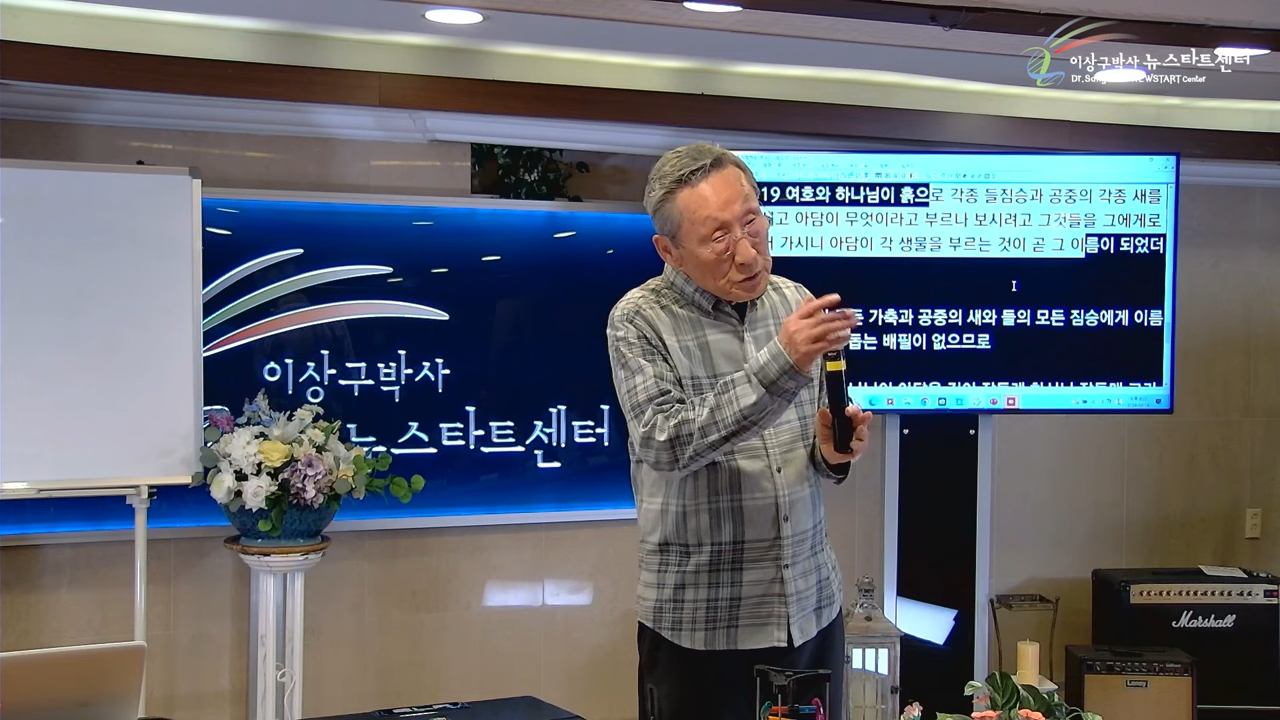 이상구박사 뉴스타트센터
19 여호와 하나님이 흙으로 각종 들짐승과 공중의 각종 새를
아담이 무엇이라고 부르나 보시려고 그것들을 그에게로
가시니 아담이 각 생물을 부르는 것이 곧 그 이름이 되었더
가축과 공중의 새와 들의 모든 짐승에게 이름
돕는 배필이 없으므로
이상구박사
뉴스타트센터
Marshall
Laney